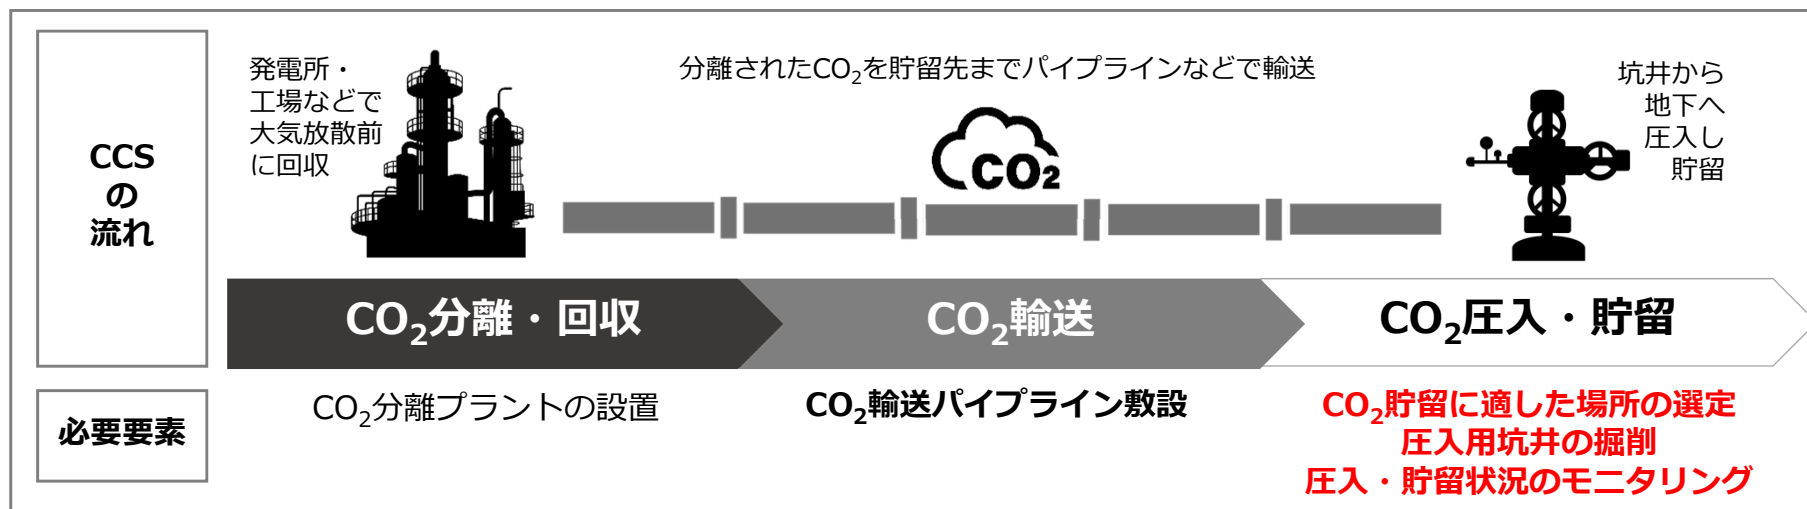 CCS
の
流れ
発電所・
工場などで
大気放散前
に回収
分離されたCO₂を貯留先までパイプラインなどで輸送
CO₂
坑井から
地下へ
圧入し
貯留
CO₂分離・回収
CO₂輸送
CO₂圧入・貯留
必要要素
CO₂分離プラントの設置
CO₂輸送パイプライン敷設
CO₂貯留に適した場所の選定
圧入用坑井の掘削
圧入・貯留状況のモニタリング